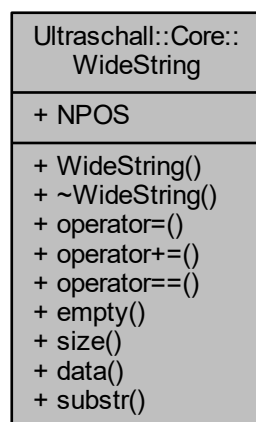 Ultraschall::Core::
WideString
+ NPOS
+ WideString()
+ ~WideString()
+ operator=()
+ operator+=()
+ operator==()
+ empty()
+ size()
+ data()
+ substr()